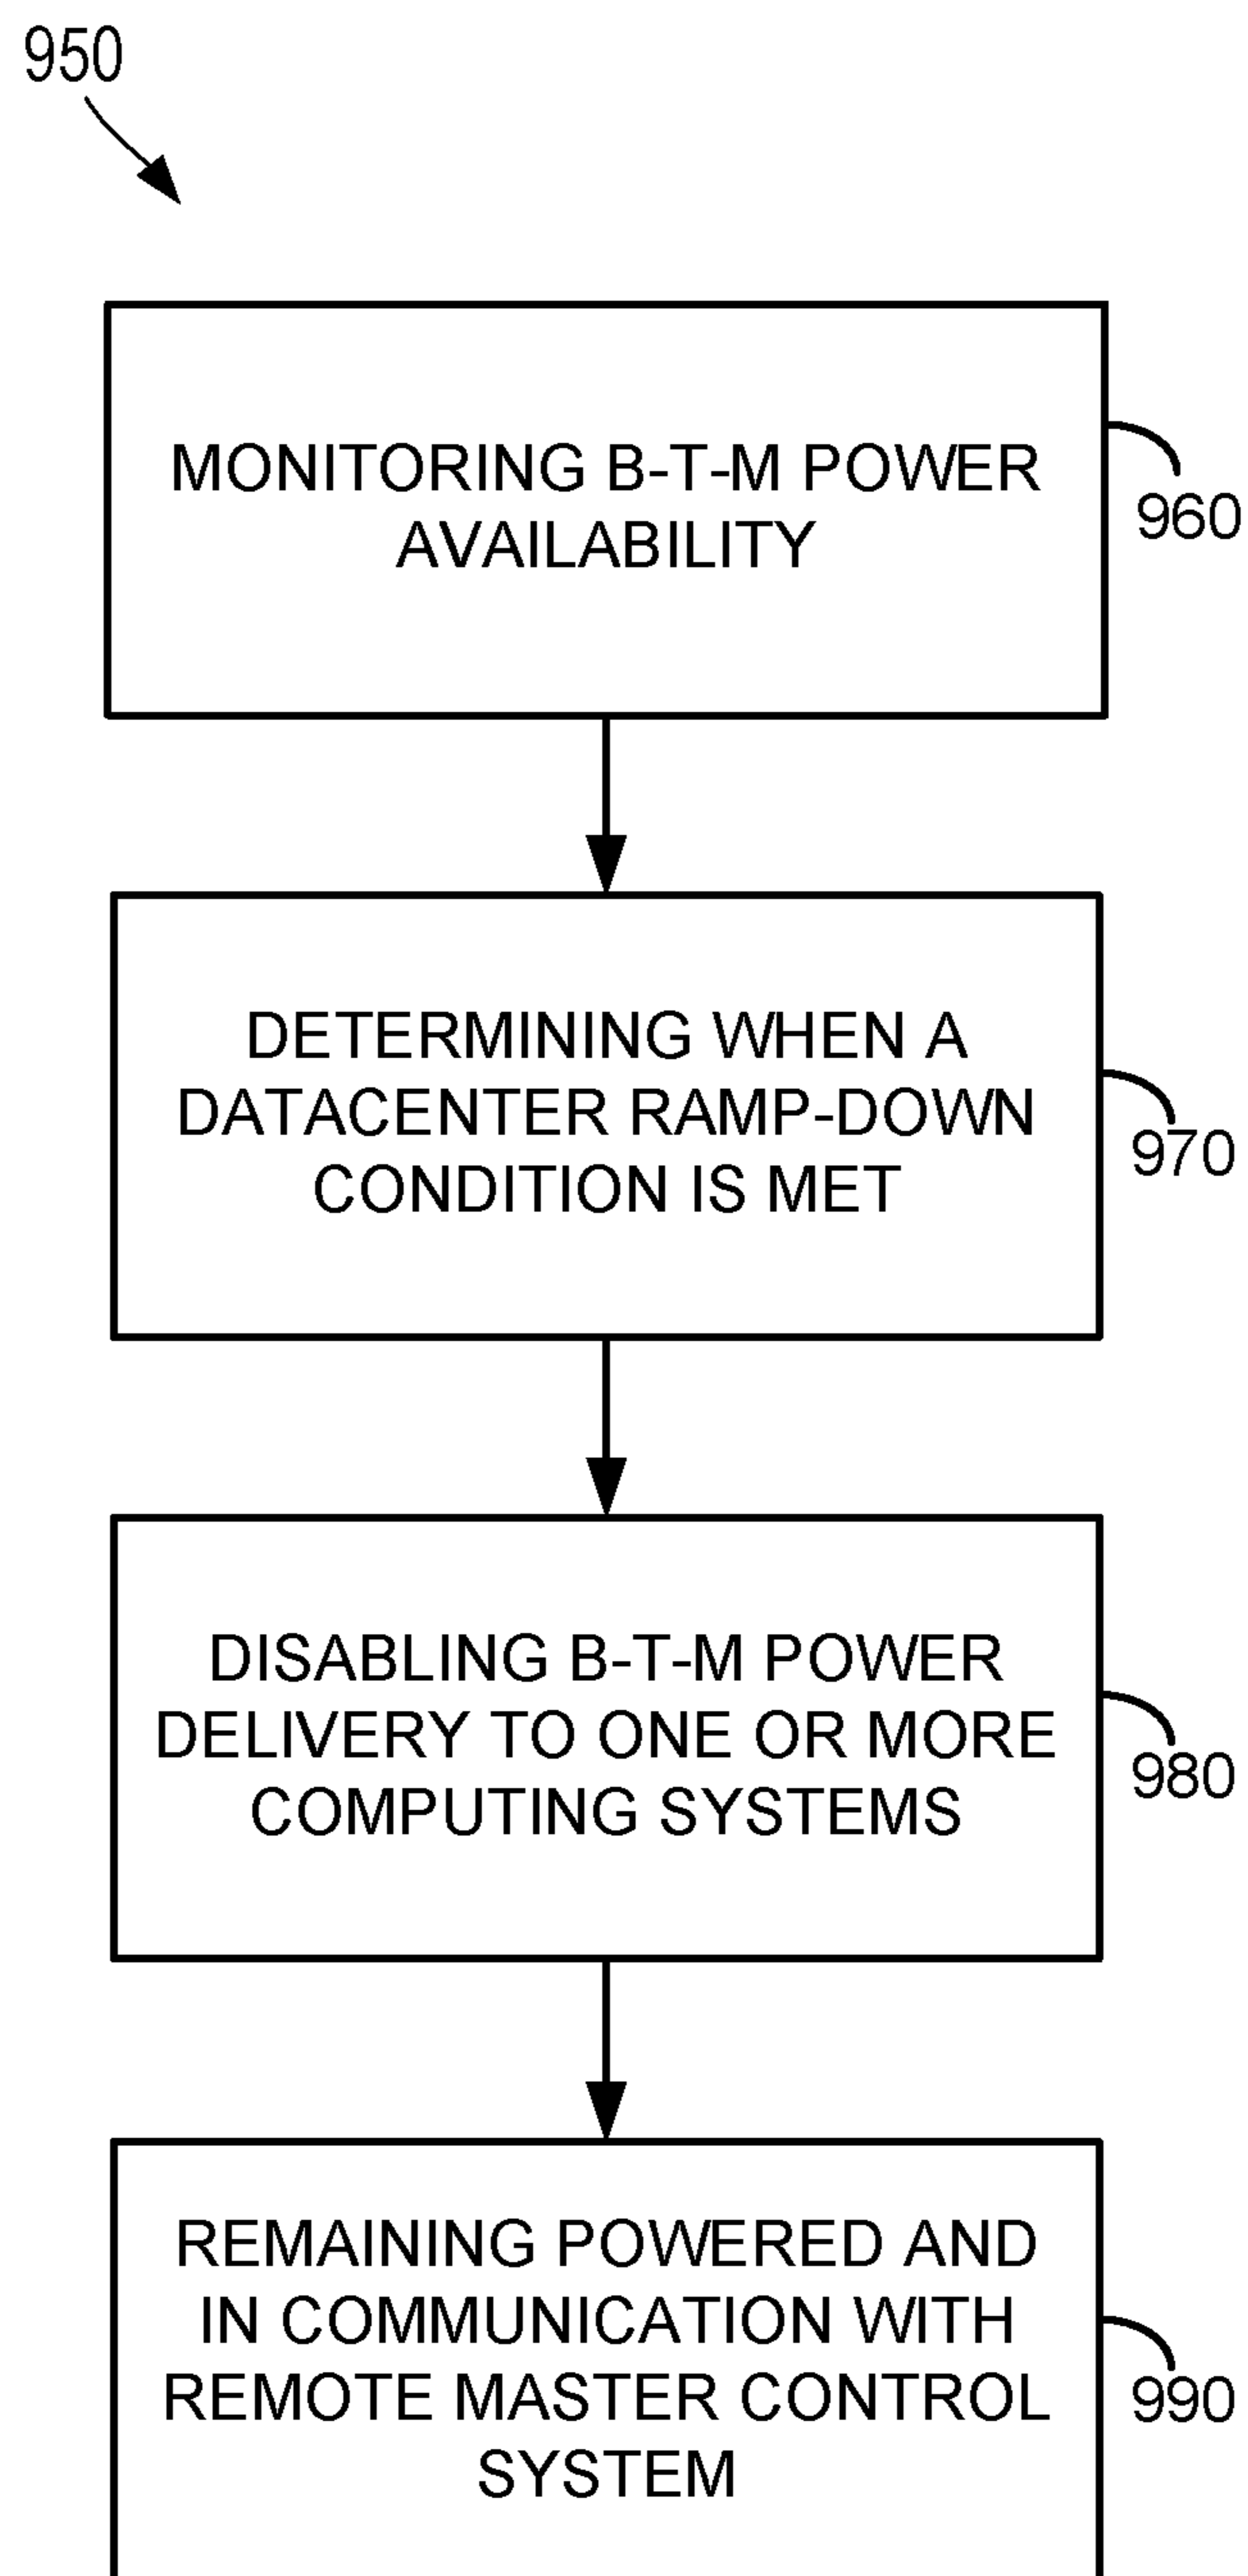 950
MONITORING B-T-M POWER
AVAILABILITY
960
DETERMINING WHEN A
DATACENTER RAMP-DOWN
CONDITION IS MET
970
DISABLING B-T-M POWER
DELIVERY TO ONE OR MORE
COMPUTING SYSTEMS
980
REMAINING POWERED AND
IN COMMUNICATION WITH
REMOTE MASTER CONTROL
SYSTEM
990